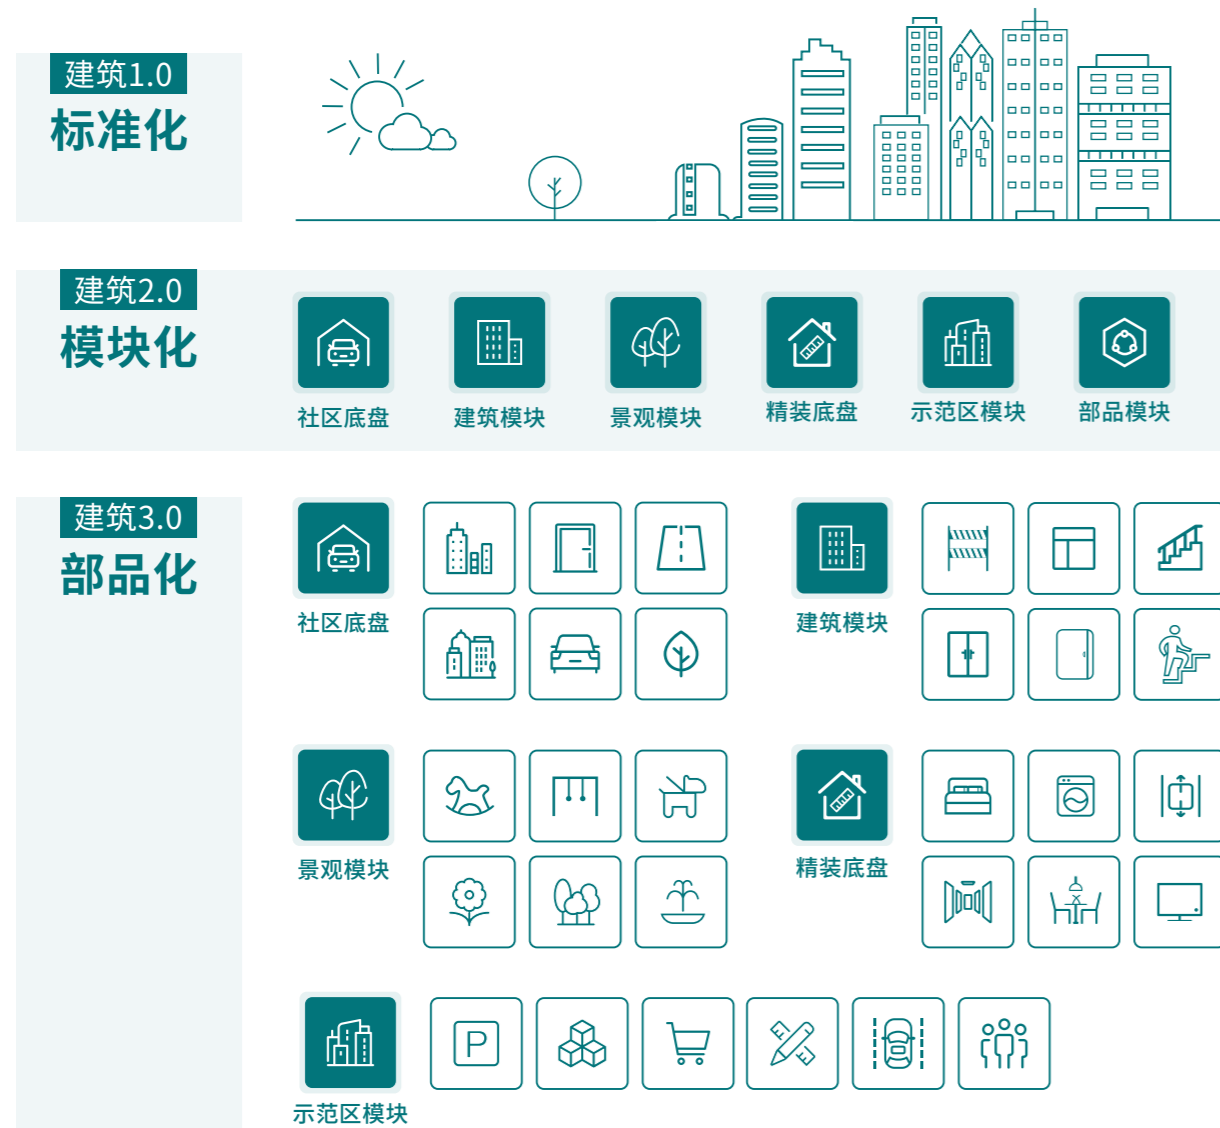 建筑1.0
标准化
建筑2.0
模块化
社区底盘
建筑模块
景观模块
精装底盘
示范区模块
部品模块
建筑3.0
部品化
社区底盘
建筑模块
景观模块
精装底盘
P
示范区模块